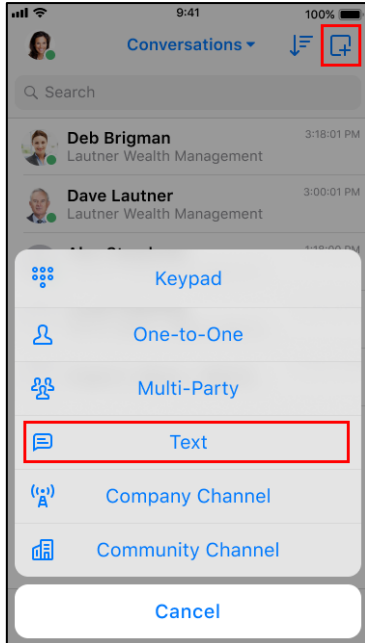 9:41
100%
Conversations
Search
Deb Brigman
3:18:01 PM
Lautner Wealth Management
Dave Lautner
3:00:01 PM
Lautner Wealth Management
Keypad
One-to-One
Multi-Party
Text
Company Channel
Community Channel
Cancel